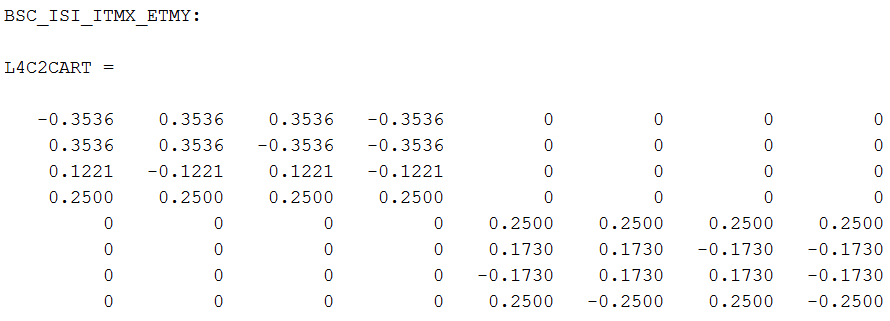 BSC_ISI_ITMX_ETMY:
L4C2CART =
-0.3536 0.3536 0.3536 -0.3536 0 0 0 0
0.3536 0.3536 -0.3536 -0.3536 0 0 0 0
0.1221 -0.1221 0.1221 -0.1221 0 0 0 0
0.2500 0.2500 0.2500 0.2500 0 0 0 0
0 0 0 0 0.2500 0.2500 0.2500 0.2500
0 0 0 0 0.1730 0.1730 -0.1730 -0.1730
0 0 0 0 -0.1730 0.1730 0.1730 -0.1730
0 0 0 0 0.2500 -0.2500 0.2500 -0.2500